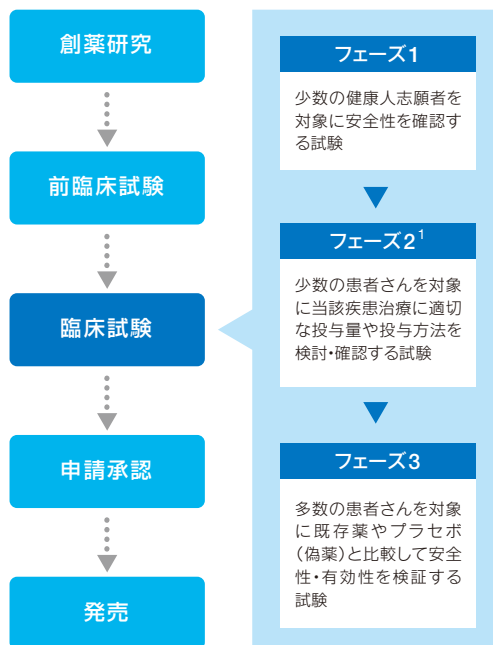 創薬研究
前臨床試験
臨床試験
申請承認
発売
フェーズ1
少数の健康人志願者を
対象に安全性を確認す
る試験
フェーズ2¹
少数の患者さんを対象
に当該疾患治療に適切
な投与量や投与方法を
検討・確認する試験
フェーズ3
多数の患者さんを対象
に既存薬やプラセボ
（偽薬）と比較して安全
性・有効性を検証する
試験